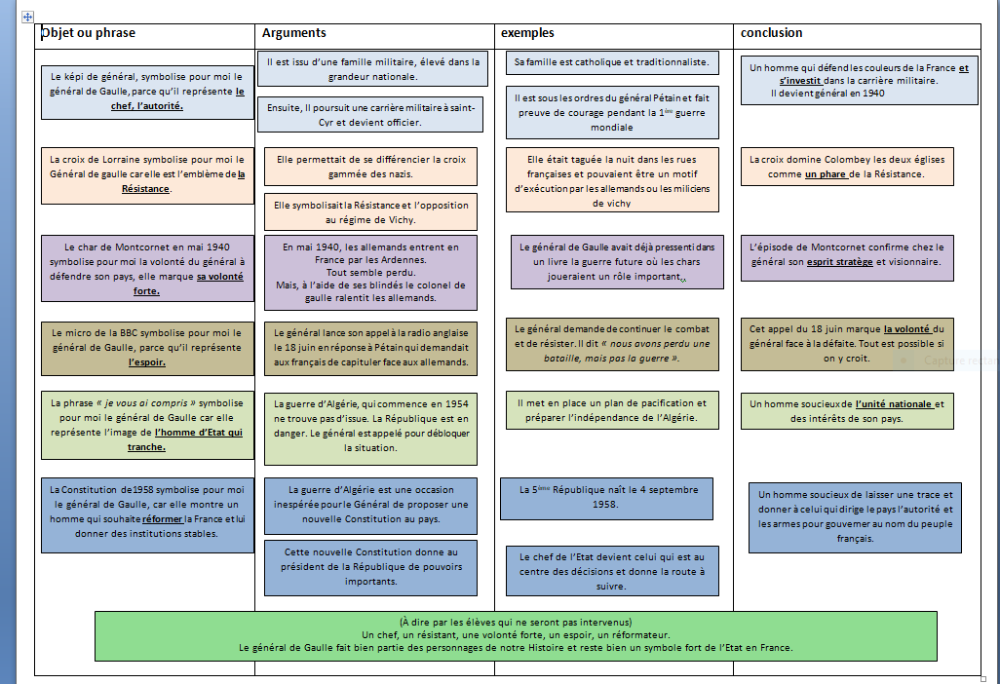 Objet ou phrase
Arguments
exemples
conclusion
Le képi de général, symbolise pour moi le
général de Gaulle, parce qu'il représente le
chef, l'autorité.
Il est issu d'une famille militaire, élevé dans la
grandeur nationale.
Ensuite, Il poursuit une carrière militaire à saint-
Cyr et devient officier.
Sa famille est catholique et traditionnaliste.
Il est sous les ordres du général Pétain et fait
preuve de courage pendant la 1ère guerre
mondiale
Un homme qui défend les couleurs de la France et
s'investit dans la carrière militaire.
Il devient général en 1940
La croix de Lorraine symbolise pour moi le
Général de gaulle car elle est l'emblème de la
Résistance.
Elle permettait de se différencier la croix
gammée des nazis.
Elle symbolisait la Résistance et l'opposition
au régime de Vichy.
Elle était taguée la nuit dans les rues
françaises et pouvaient être un motif
d'exécution par les allemands ou les miliciens
de vichy
La croix domine Colombey les deux églises
comme un phare de la Résistance.
Le char de Montcornet en mai 1940
symbolise pour moi la volonté du général à
défendre son pays, elle marque sa volonté
forte.
En mai 1940, les allemands entrent en
France par les Ardennes.
Tout semble perdu.
Mais, à l'aide de ses blindés le colonel de
gaulle ralentit les allemands.
Le général de Gaulle avait déjà pressenti dans
un livre la guerre future où les chars
joueraient un rôle important,,
L'épisode de Montcornet confirme chez le
général son esprit stratège et visionnaire.
Le micro de la BBC symbolise pour moi le
général de Gaulle, parce qu'il représente
l'espoir.
Le général lance son appel à la radio anglaise
le 18 juin en réponse à Pétain qui demandait
aux français de capituler face aux allemands.
Le général demande de continuer le combat
et de résister. Il dit « nous avons perdu une
bataille, mais pas la guerre ».
Cet appel du 18 juin marque la volonté du
général face à la défaite. Tout est possible si
on y croit.
La phrase « je vous ai compris » symbolise
pour moi le général de Gaulle car elle
représente l'image de l'homme d'Etat qui
tranche.
La guerre d'Algérie, qui commence en 1954
ne trouve pas d'issue. La République est en
danger. Le général est appelé pour débloquer
la situation.
Il met en place un plan de pacification et
préparer l'indépendance de l'Algérie.
Un homme soucieux de l'unité nationale et
des intérêts de son pays.
La Constitution de1958 symbolise pour moi
le général de Gaulle, car elle montre un
homme qui souhaite réformer la France et lui
donner des institutions stables.
La guerre d'Algérie est une occasion
inespérée pour le Général de proposer une
nouvelle Constitution au pays.
Cette nouvelle Constitution donne au
président de la République de pouvoirs
importants.
La 5ème République naît le 4 septembre
1958.
Le chef de l'Etat devient celui qui est au
centre des décisions et donne la route à
suivre.
Un homme soucieux de laisser une trace et
donner à celui qui dirige le pays l'autorité et
les armes pour gouverner au nom du peuple
français.
(À dire par les élèves qui ne seront pas intervenus)
Un chef, un résistant, une volonté forte, un espoir, un réformateur.
Le général de Gaulle fait bien partie des personnages de notre Histoire et reste bien un symbole fort de l'Etat en France.